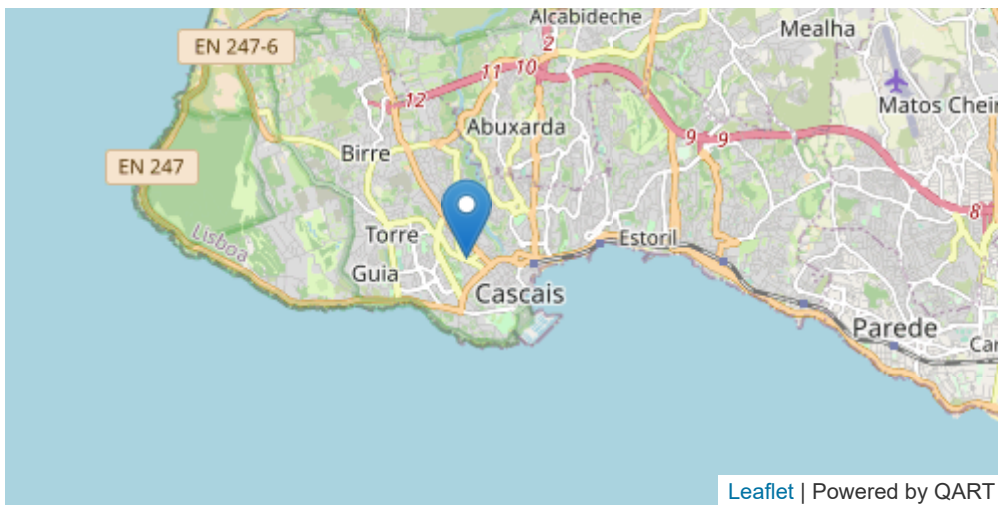 Alcabideche
Mealha
EN 247-6
2
11
10
12
Matos Chei
Abuxarda
9
9
Birre
EN 247
8
Lisboa
Torre
Estoril
Guia
Cascais
Parede
Car
Leaflet | Powered by QART